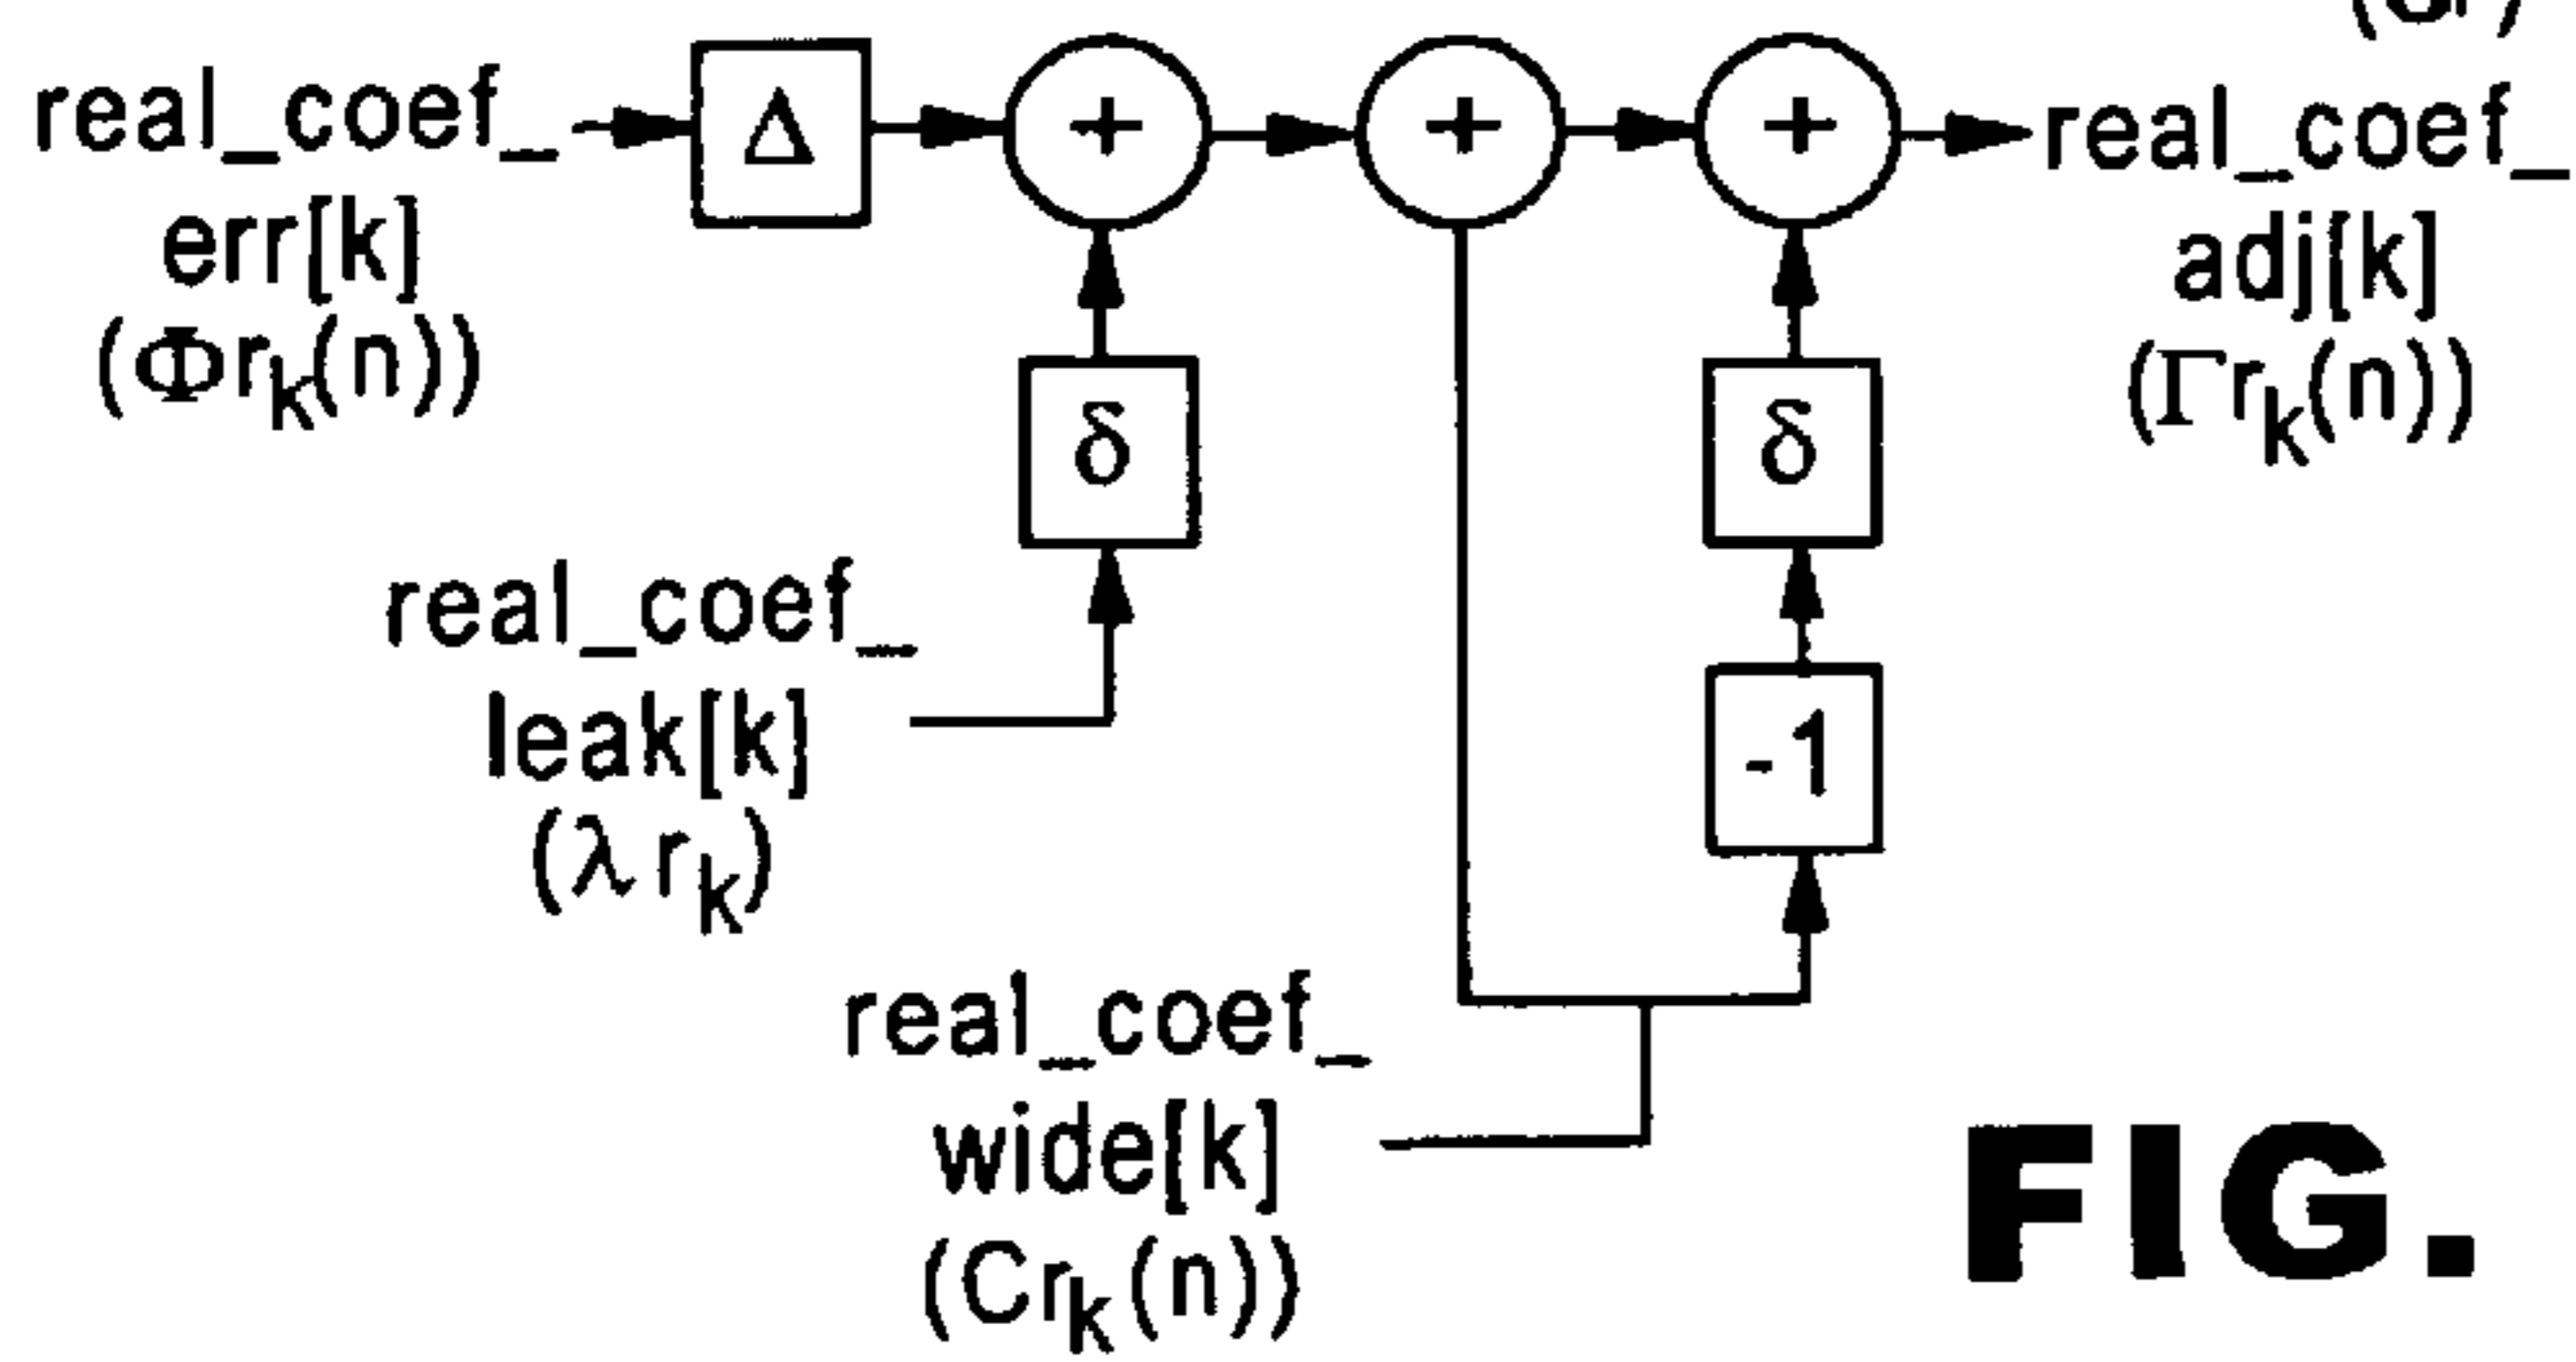 real_coef_
err[k]
(Φr_k(n))
Δ
+
+
+
real_coef_
adj[k]
(Γr_k(n))
δ
δ
real_coef_
leak[k]
(λr_k)
-1
real_coef_
wide[k]
(Cr_k(n))
FIG.